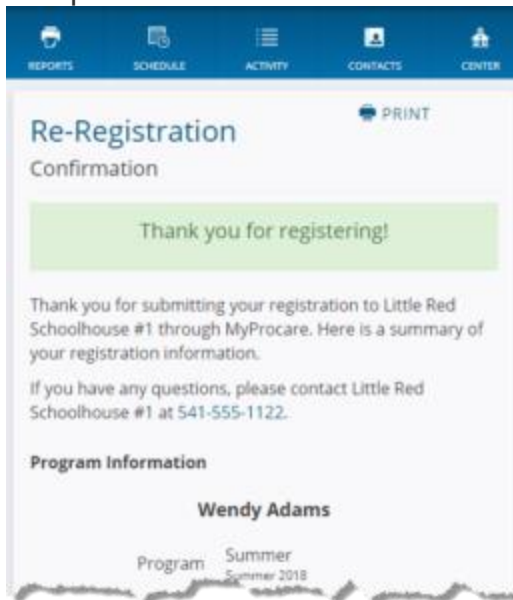 REPORTS SCHEDULE ACTIVITY CONTACTS CENTER
PRINT
Re-Registration
Confirmation
Thank you for registering!
Thank you for submitting your registration to Little Red
Schoolhouse #1 through MyProcare. Here is a summary of
your registration information.
If you have any questions, please contact Little Red
Schoolhouse #1 at 541-555-1122.
Program Information
Wendy Adams
Program Summer
Summer 2018